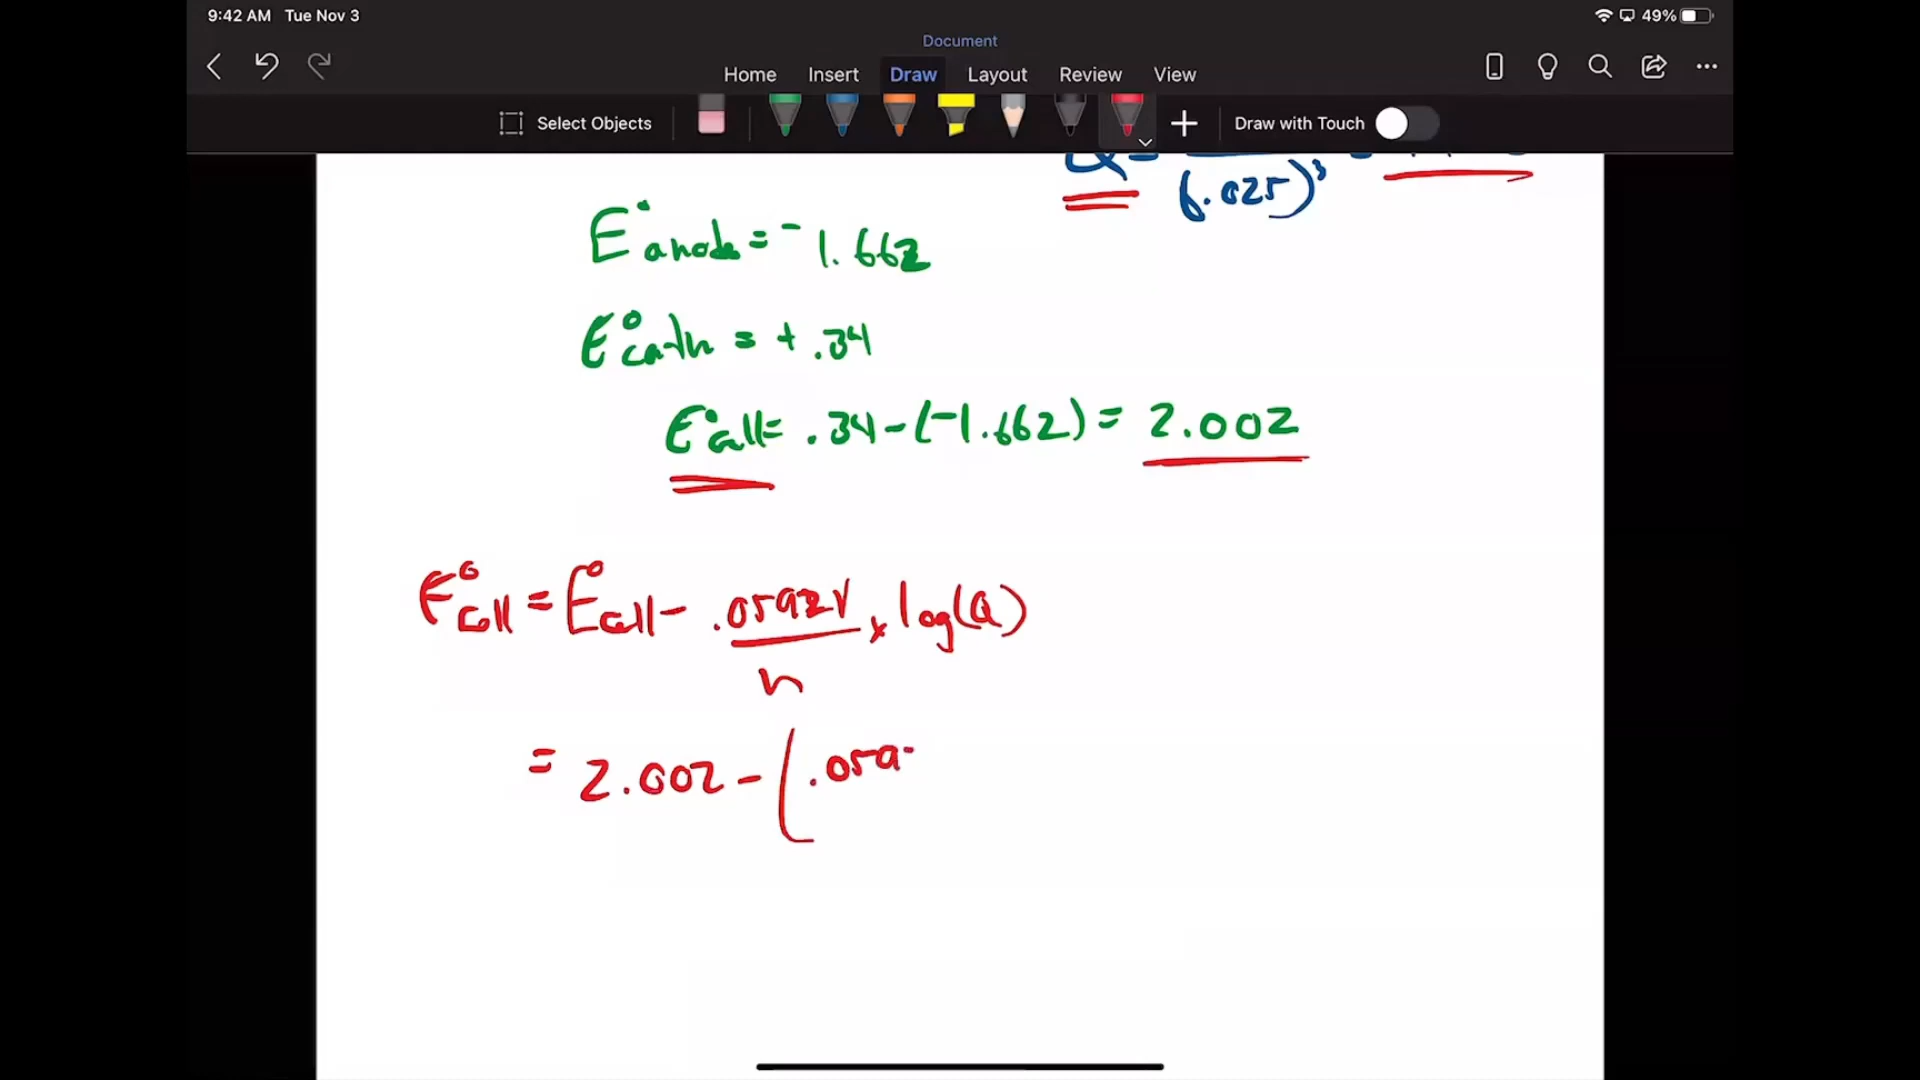 9:42 AM Tue Nov 3
49%
Document
Home Insert Draw Layout Review View
Select Objects
Draw with Touch
Q =
(.025)³
E° anode = -1.662
E° cath = + .34
E° cell = .34 - (-1.662) = 2.002
E° cell = E° cell - .0592V / n x log(Q)
= 2.002 - ( .059